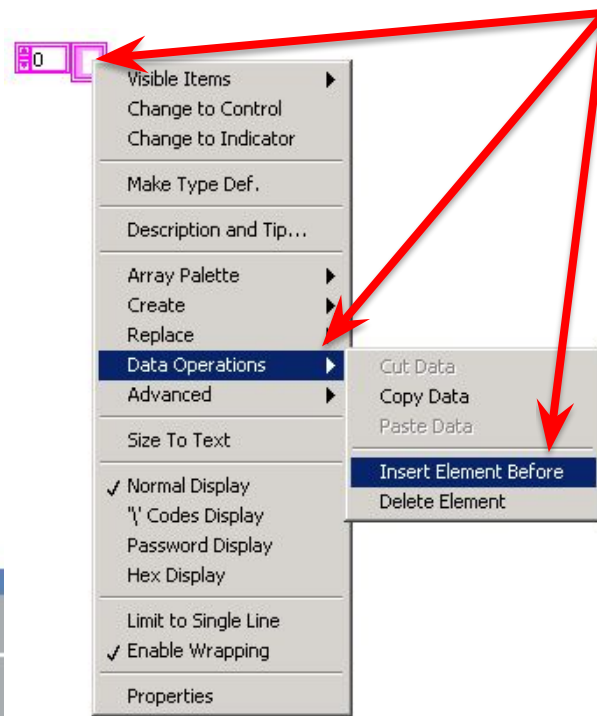 0
Visible Items
Change to Control
Change to Indicator
Make Type Def.
Description and Tip...
Array Palette
Create
Replace
Data Operations
Advanced
Size To Text
Normal Display
'\' Codes Display
Password Display
Hex Display
Limit to Single Line
Enable Wrapping
Properties
Cut Data
Copy Data
Paste Data
Insert Element Before
Delete Element